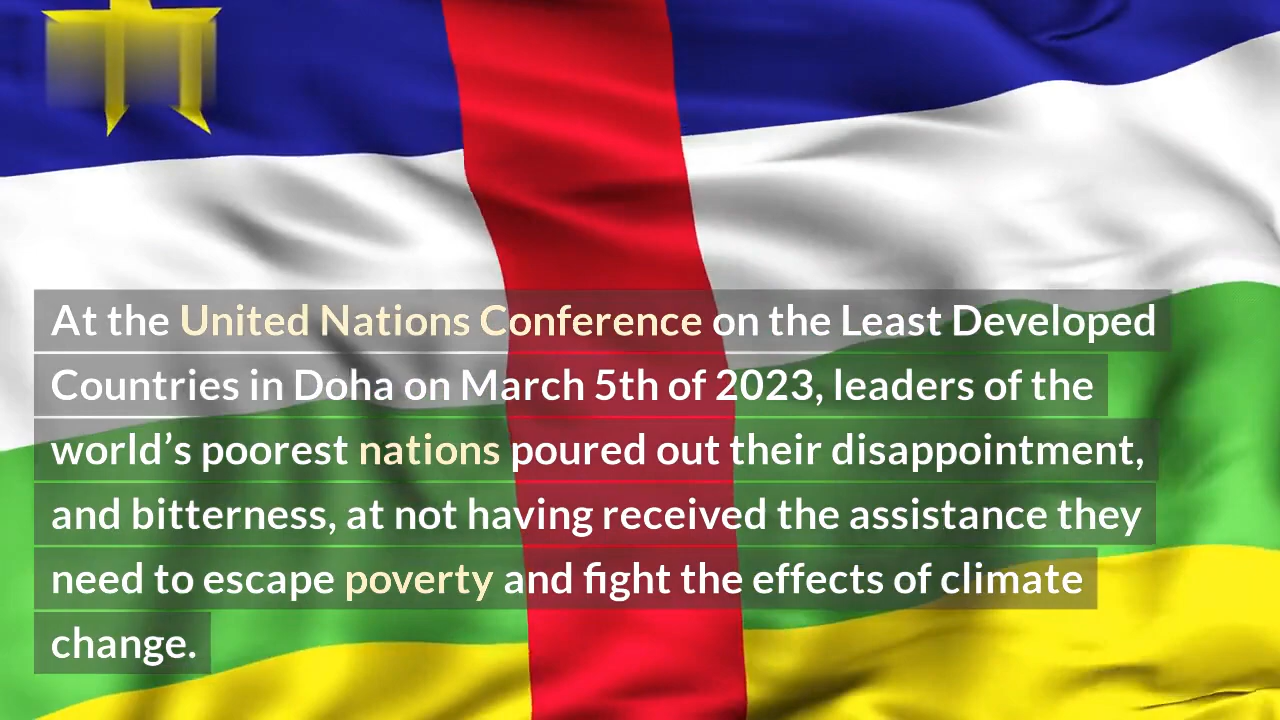 At the United Nations Conference on the Least Developed
Countries in Doha on March 5th of 2023, leaders of the
world’s poorest nations poured out their disappointment,
and bitterness, at not having received the assistance they
need to escape poverty and fight the effects of climate
change.